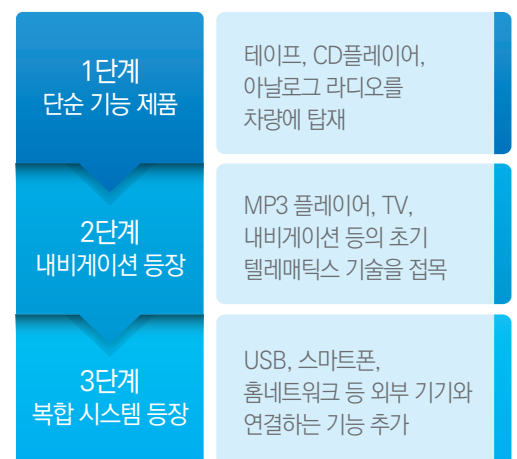 1단계
단순 기능 제품
테이프, CD플레이어,
아날로그 라디오를
차량에 탑재
2단계
내비게이션 등장
MP3 플레이어, TV,
내비게이션 등의 초기
텔레매틱스 기술을 접목
3단계
복합 시스템 등장
USB, 스마트폰,
홈네트워크 등 외부 기기와
연결하는 기능 추가